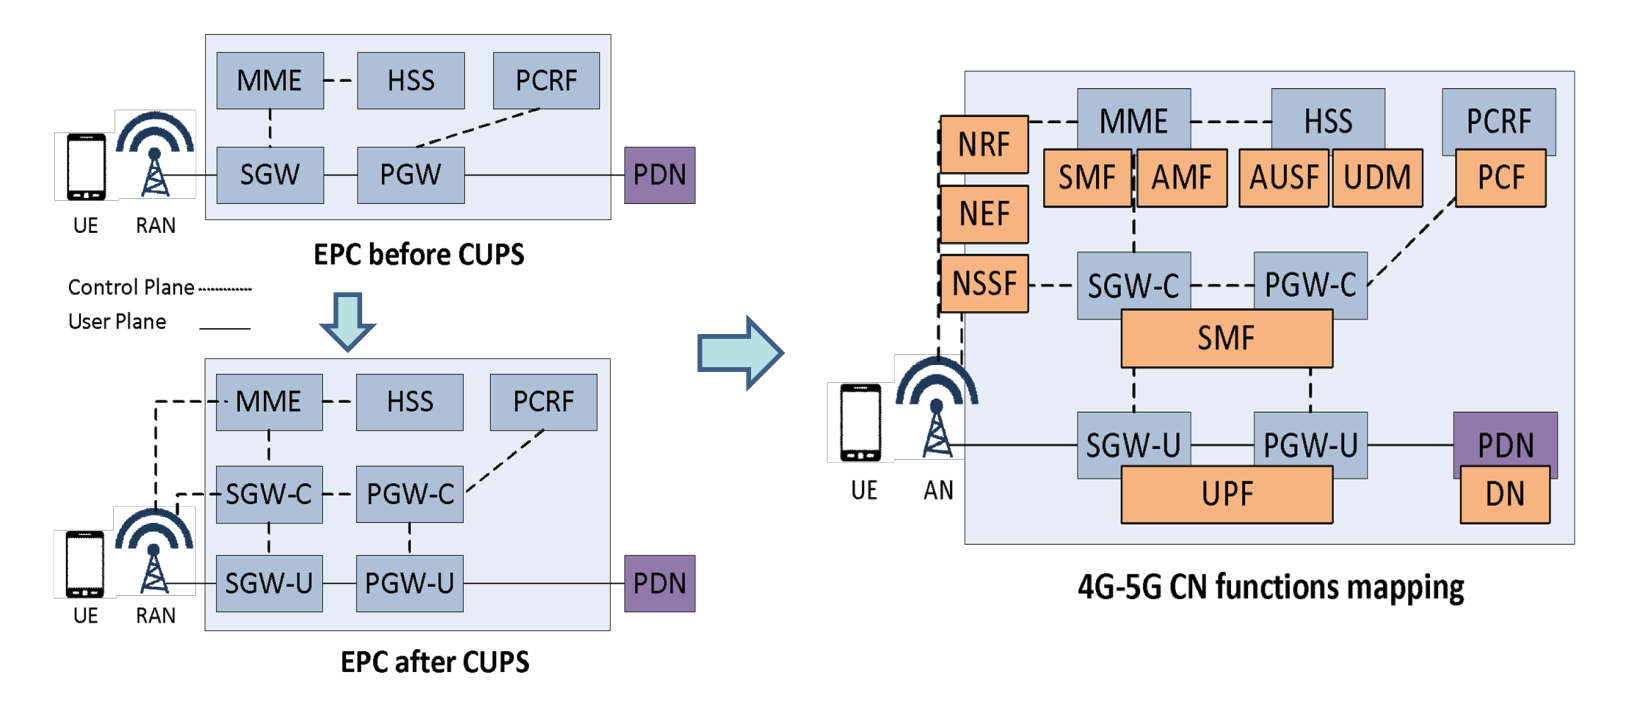 MME
HSS
PCRF
SGW
PGW
PDN
UE
RAN
EPC before CUPS
Control Plane
User Plane
MME
HSS
PCRF
SGW-C
PGW-C
SGW-U
PGW-U
PDN
UE
RAN
EPC after CUPS
MME
HSS
PCRF
NRF
SMF
AMF
AUSF
UDM
PCF
NEF
NSSF
SGW-C
PGW-C
SMF
SGW-U
PGW-U
PDN
UE
AN
UPF
DN
4G-5G CN functions mapping